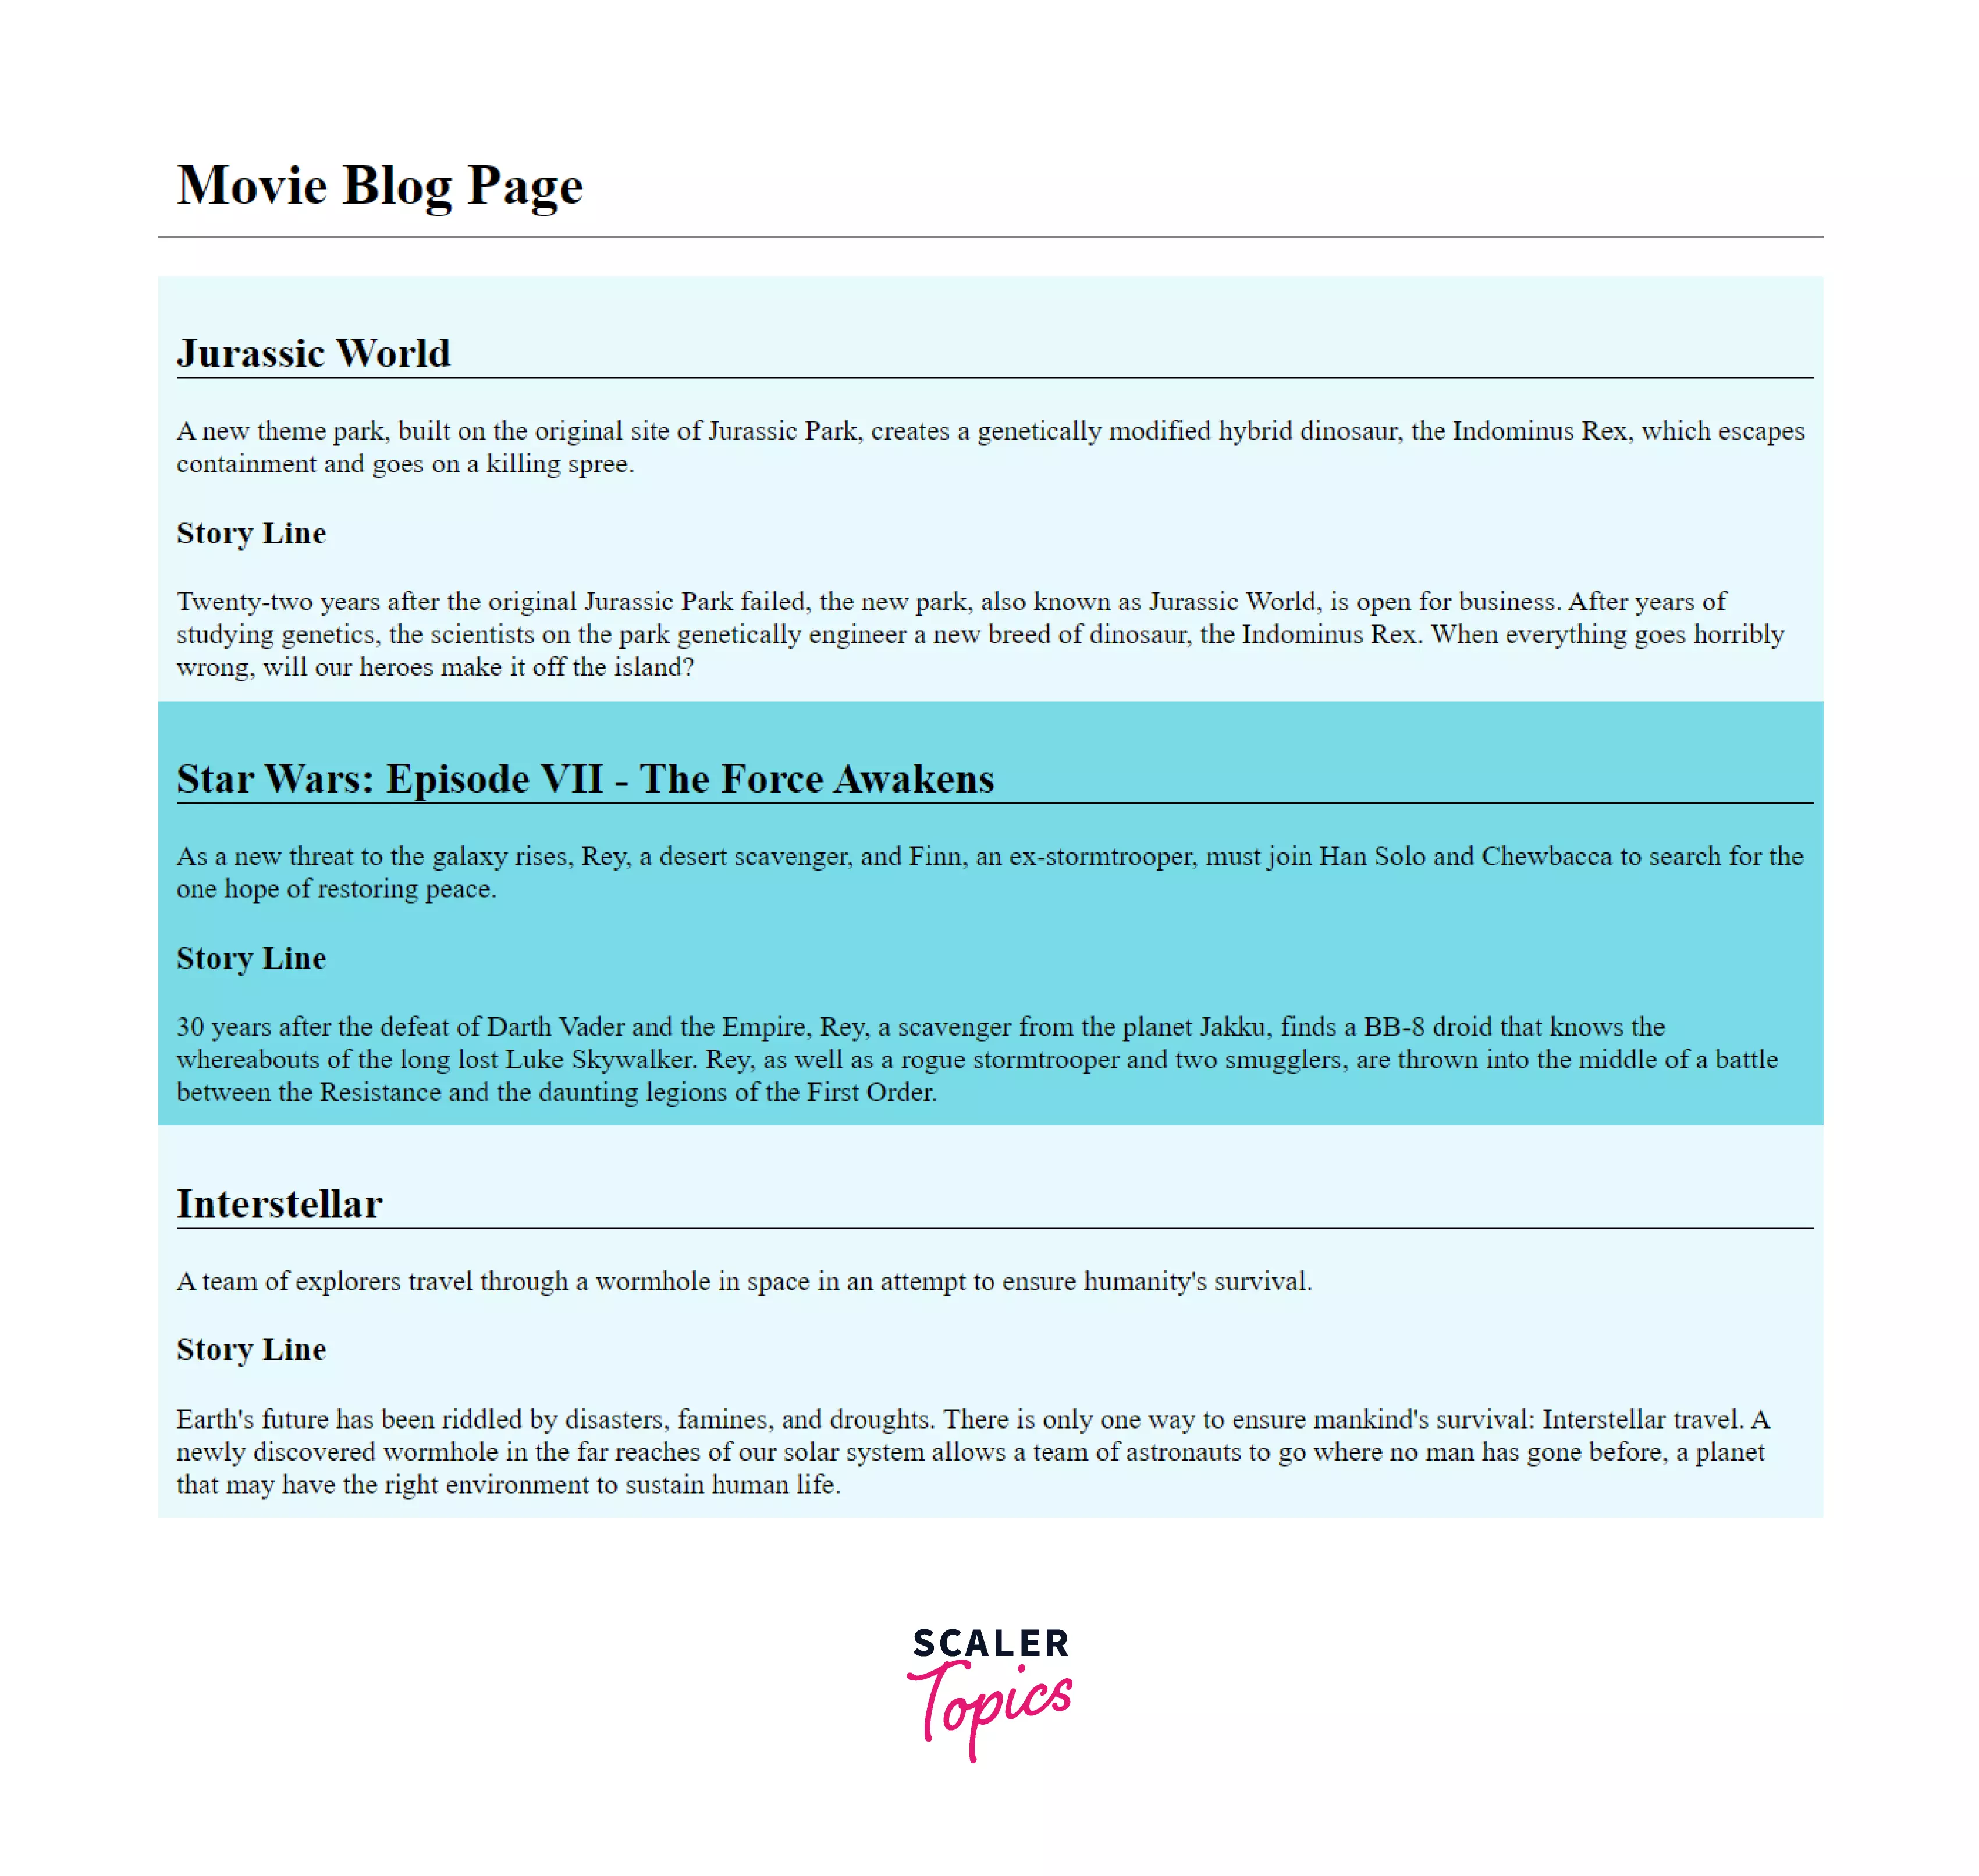 Movie Blog Page
Jurassic World
A new theme park, built on the original site of Jurassic Park, creates a genetically modified hybrid dinosaur, the Indominus Rex, which escapes
containment and goes on a killing spree.
Story Line
Twenty-two years after the original Jurassic Park failed, the new park, also known as Jurassic World, is open for business. After years of
studying genetics, the scientists on the park genetically engineer a new breed of dinosaur, the Indominus Rex. When everything goes horribly
wrong, will our heroes make it off the island?
Star Wars: Episode VII - The Force Awakens
As a new threat to the galaxy rises, Rey, a desert scavenger, and Finn, an ex-stormtrooper, must join Han Solo and Chewbacca to search for the
one hope of restoring peace.
Story Line
30 years after the defeat of Darth Vader and the Empire, Rey, a scavenger from the planet Jakku, finds a BB-8 droid that knows the
whereabouts of the long lost Luke Skywalker. Rey, as well as a rogue stormtrooper and two smugglers, are thrown into the middle of a battle
between the Resistance and the daunting legions of the First Order.
Interstellar
A team of explorers travel through a wormhole in space in an attempt to ensure humanity's survival.
Story Line
Earth's future has been riddled by disasters, famines, and droughts. There is only one way to ensure mankind's survival: Interstellar travel. A
newly discovered wormhole in the far reaches of our solar system allows a team of astronauts to go where no man has gone before, a planet
that may have the right environment to sustain human life.
SCALER
Topics